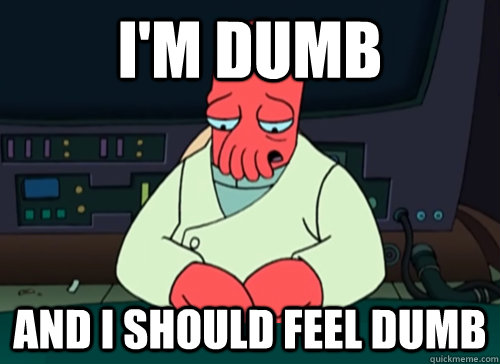 I'M DUMB
AND I SHOULD FEEL DUMB
quickmeme.com